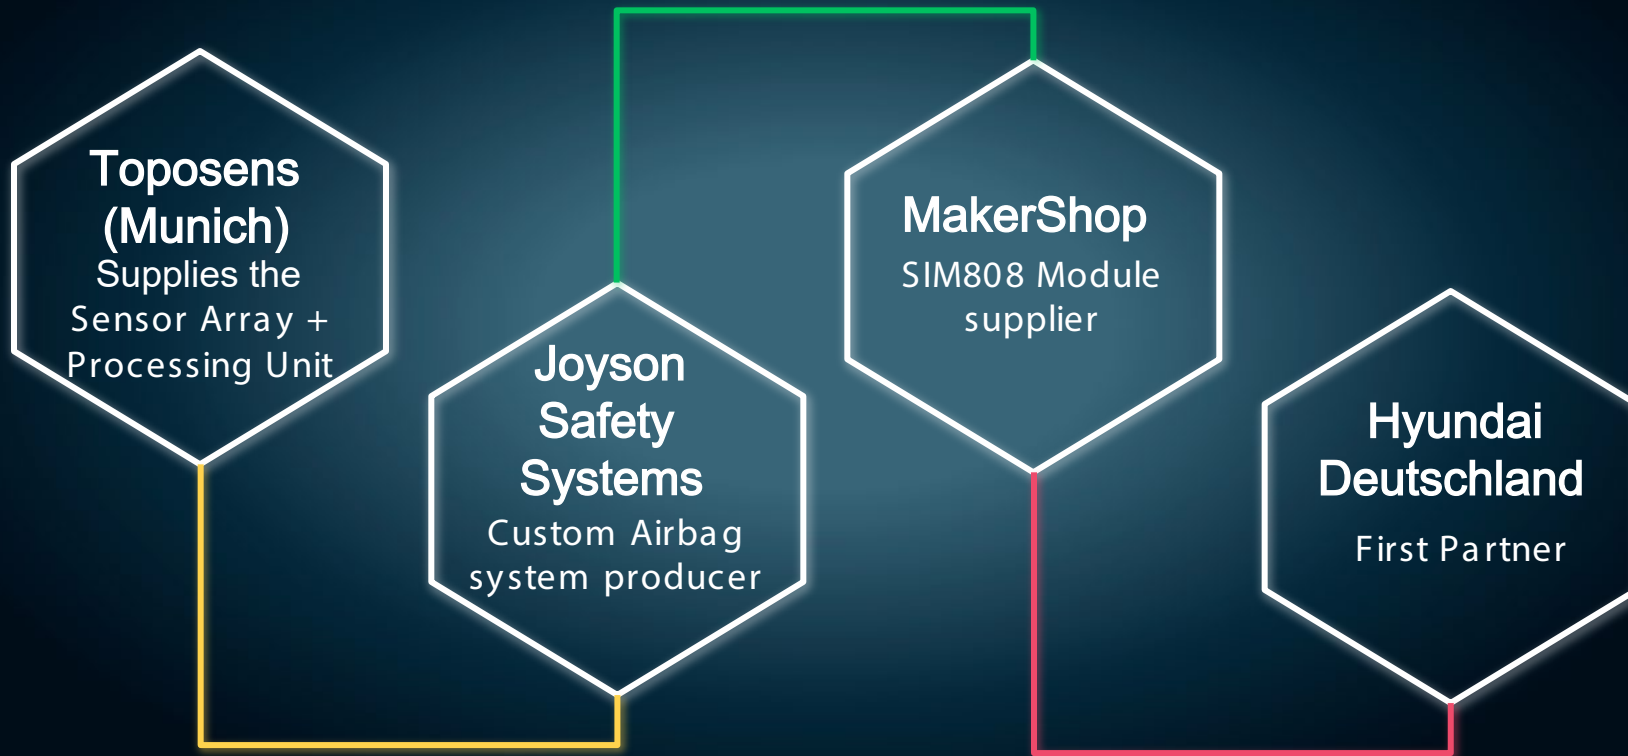 Toposens
(Munich)
Supplies the
Sensor Array +
Processing Unit
Joyson
Safety
Systems
Custom Airbag
system producer
MakerShop
SIM808 Module
supplier
Hyundai
Deutschland
First Partner